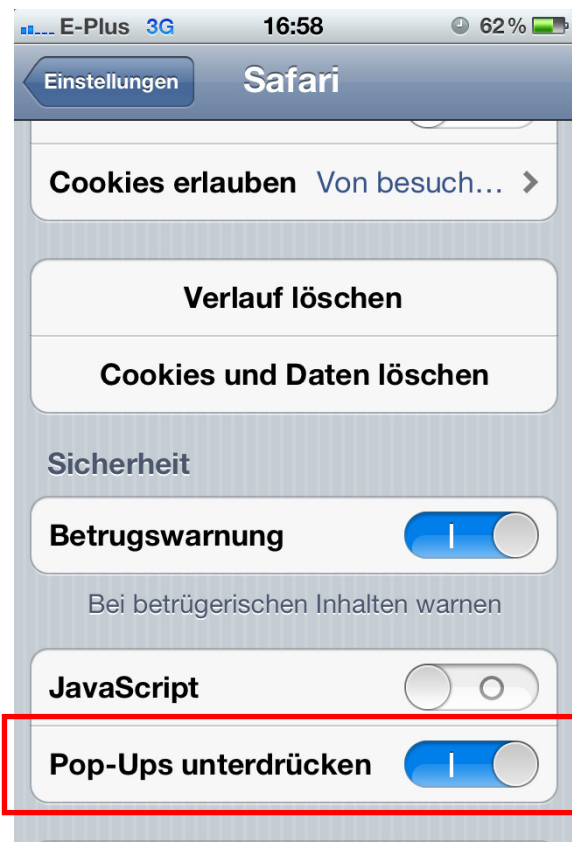 E-Plus 3G 16:58 62%
Einstellungen Safari
Cookies erlauben Von besuch… >
Verlauf löschen
Cookies und Daten löschen
Sicherheit
Betrugswarnung
Bei betrügerischen Inhalten warnen
JavaScript
Pop-Ups unterdrücken